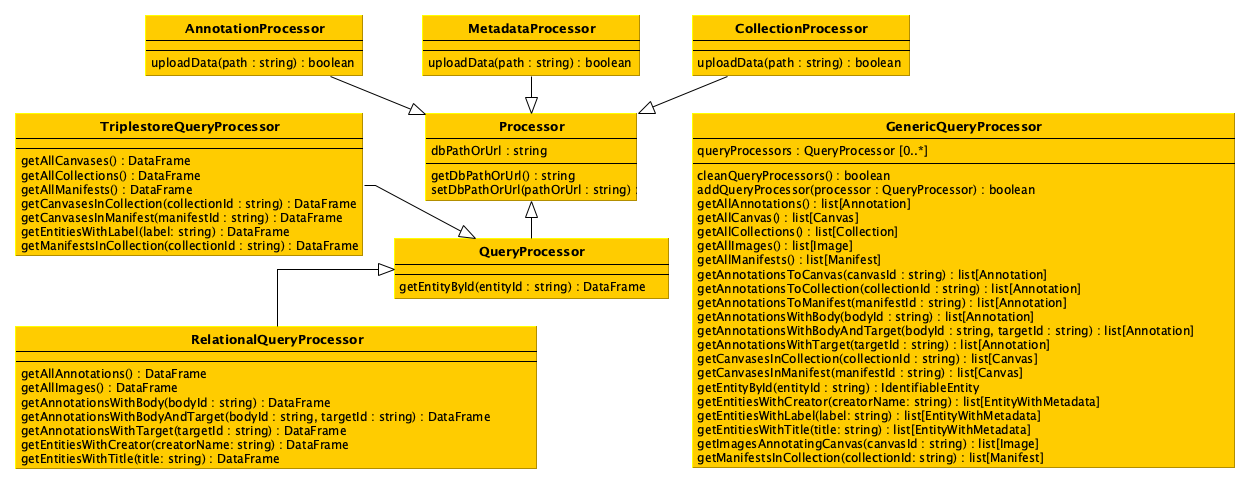 AnnotationProcessor
uploadData(path : string) : boolean
MetadataProcessor
uploadData(path : string) : boolean
CollectionProcessor
uploadData(path : string) : boolean
TriplestoreQueryProcessor
getAllCanvases() : DataFrame
getAllCollections() : DataFrame
getAllManifests() : DataFrame
getCanvasesInCollection(collectionId : string) : DataFrame
getCanvasesInManifest(manifestId : string) : DataFrame
getEntitiesWithLabel(label: string) : DataFrame
getManifestsInCollection(collectionId : string) : DataFrame
Processor
dbPathOrUrl : string
getDbPathOrUrl() : string
setDbPathOrUrl(pathOrUrl : string) :
QueryProcessor
getEntityById(entityId : string) : DataFrame
RelationalQueryProcessor
getAllAnnotations() : DataFrame
getAllImages() : DataFrame
getAnnotationsWithBody(bodyId : string) : DataFrame
getAnnotationsWithBodyAndTarget(bodyId : string, targetId : string) : DataFrame
getAnnotationsWithTarget(targetId : string) : DataFrame
getEntitiesWithCreator(creatorName: string) : DataFrame
getEntitiesWithTitle(title: string) : DataFrame
GenericQueryProcessor
queryProcessors : QueryProcessor [0..*]
cleanQueryProcessors() : boolean
addQueryProcessor(processor : QueryProcessor) : boolean
getAllAnnotations() : list[Annotation]
getAllCanvas() : list[Canvas]
getAllCollections() : list[Collection]
getAllImages() : list[Image]
getAllManifests() : list[Manifest]
getAnnotationsToCanvas(canvasId : string) : list[Annotation]
getAnnotationsToCollection(collectionId : string) : list[Annotation]
getAnnotationsToManifest(manifestId : string) : list[Annotation]
getAnnotationsWithBody(bodyId : string) : list[Annotation]
getAnnotationsWithBodyAndTarget(bodyId : string, targetId : string) : list[Annotation]
getAnnotationsWithTarget(targetId : string) : list[Annotation]
getCanvasesInCollection(collectionId : string) : list[Canvas]
getCanvasesInManifest(manifestId : string) : list[Canvas]
getEntityById(entityId : string) : IdentifiableEntity
getEntitiesWithCreator(creatorName : string) : list[EntityWithMetadata]
getEntitiesWithLabel(label: string) : list[EntityWithMetadata]
getEntitiesWithTitle(title: string) : list[EntityWithMetadata]
getImagesAnnotatingCanvas(canvasId : string) : list[Image]
getManifestsInCollection(collectionId: string) : list[Manifest]